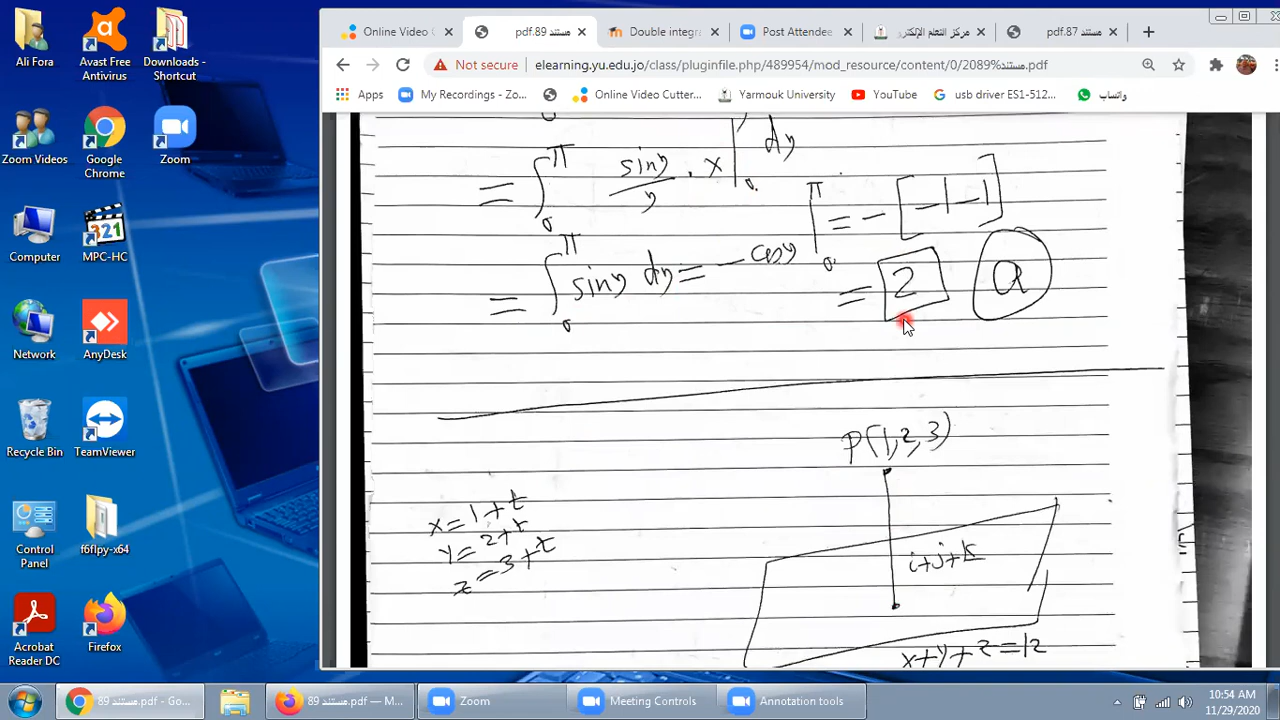 Ali Fora
Avast Free Antivirus
Downloads - Shortcut
Zoom Videos
Google Chrome
Zoom
Computer
MPC-HC
Network
AnyDesk
Recycle Bin
TeamViewer
Control Panel
f6flpy-x64
Acrobat Reader DC
Firefox
Online Video C
مستند 89.pdf
Double integra
Post Attendee
مركز التعلم الإلكترو
مستند 87.pdf
Not secure elearning.yu.edu.jo/class/pluginfile.php/489954/mod_resource/content/0/2089%مستند.pdf
Apps
My Recordings - Zo...
Online Video Cutter...
Yarmouk University
YouTube
usb driver ES1-512...
واتساب
= ∫₀^π siny/y . x |₀^y dy
= ∫₀^π siny dy = -cosy |₀^π = -[-1-1]
= 2 a
P(1,2,3)
x=1+t
y=2+t
z=3+t
i+j+k
x+y+z=12
89 مستند.pdf - Go...
89 مستند.pdf — M...
Zoom
Meeting Controls
Annotation tools
10:54 AM
11/29/2020